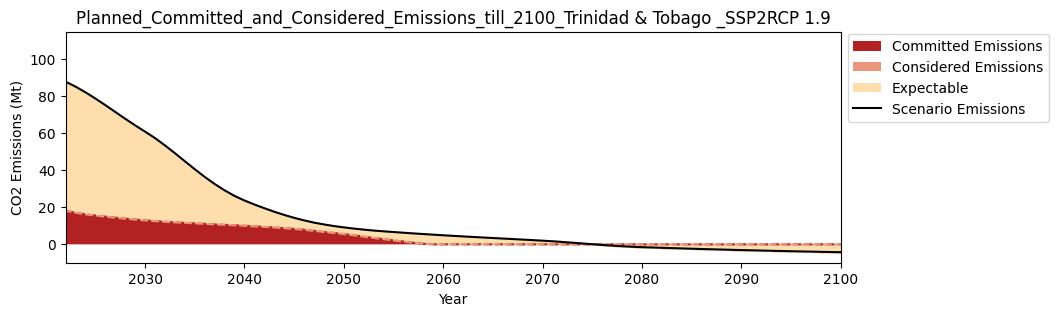 Planned_Committed_and_Considered_Emissions_till_2100_Trinidad & Tobago _SSP2RCP 1.9
CO2 Emissions (Mt)
100
80
60
40
20
0
2030 2040 2050 2060 2070 2080 2090 2100
Year
Committed Emissions
Considered Emissions
Expectable
Scenario Emissions